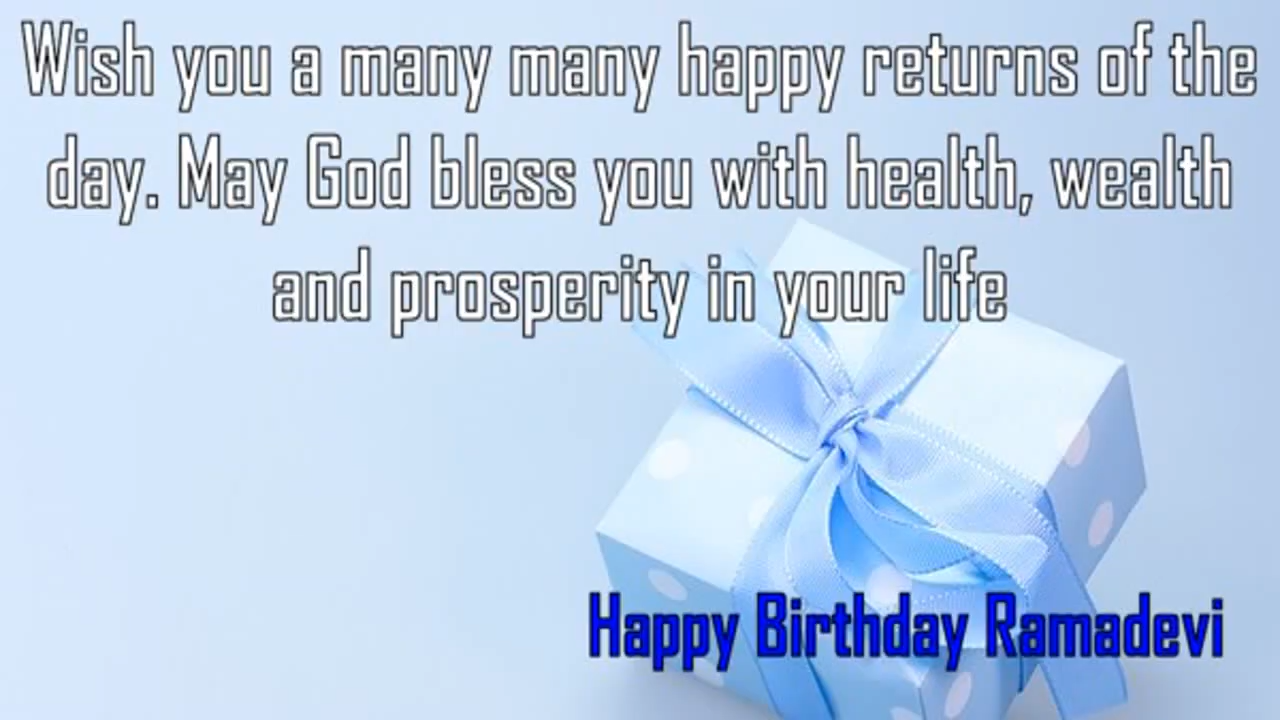 Wish you a many many happy returns of the
day. May God bless you with health, wealth
and prosperity in your life
Happy Birthday Ramadevi